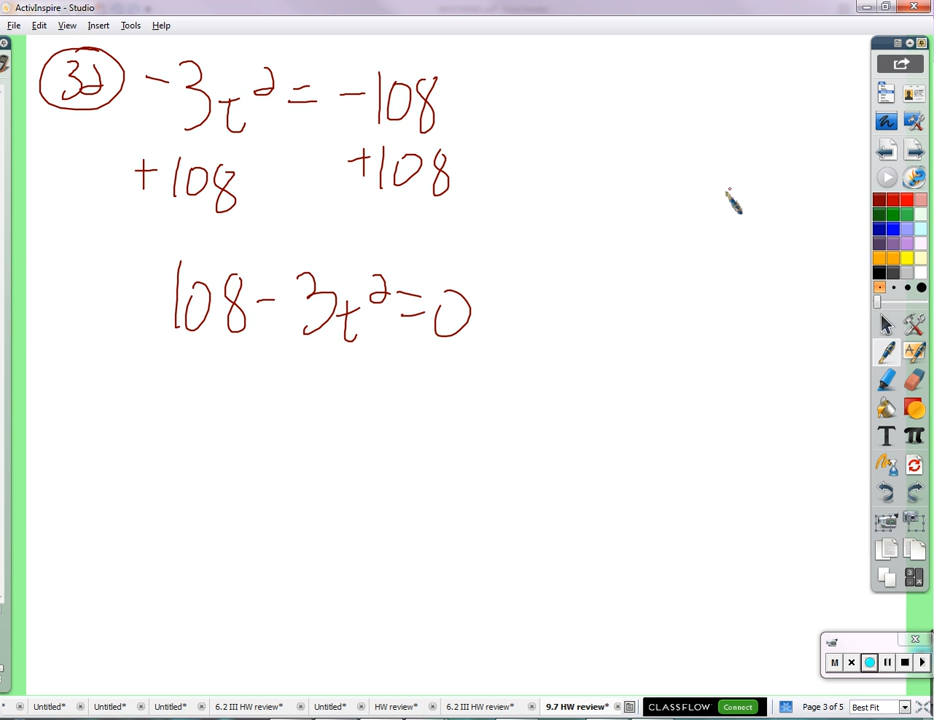 ActivInspire - Studio
File Edit View Insert Tools Help
32 -3t² = -108
+108 +108
108 - 3t² = 0
T π
M
* Untitled* Untitled* Untitled* 6.2 III HW review* Untitled* HW review* 6.2 III HW review* 9.7 HW review* CLASSFLOW Connect Page 3 of 5 Best Fit